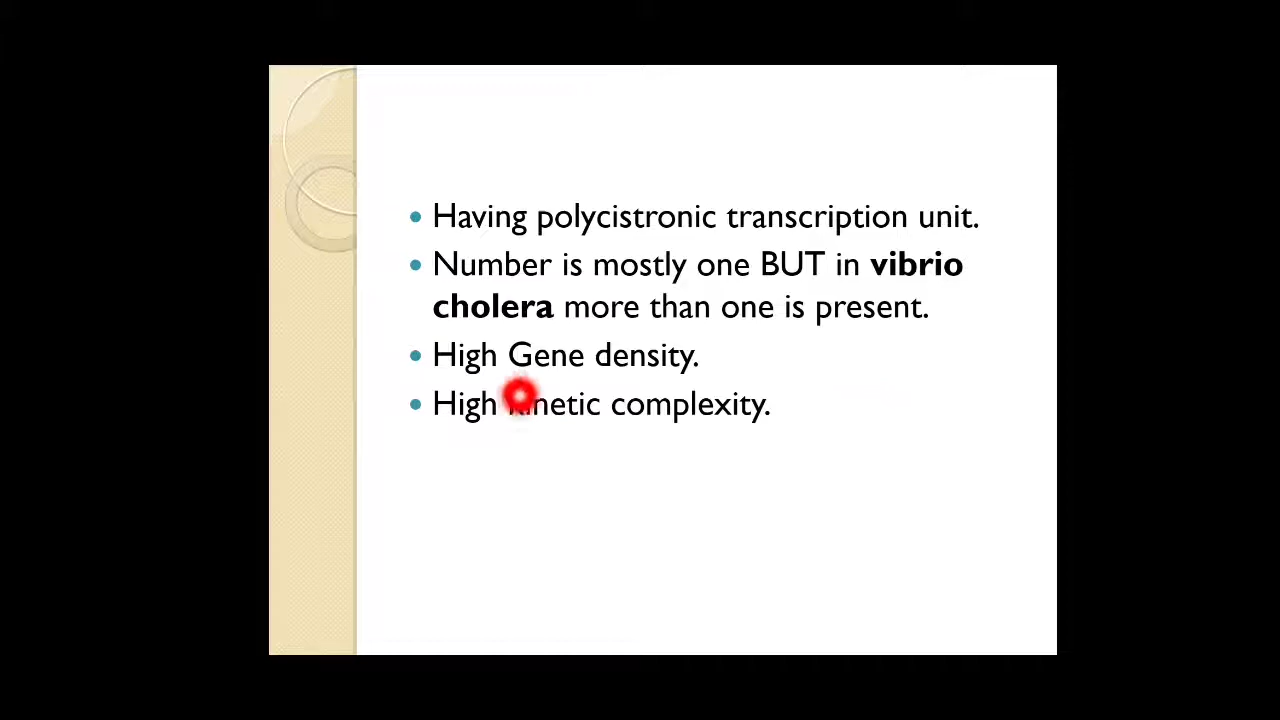 Having polycistronic transcription unit.
Number is mostly one BUT in vibrio
cholera more than one is present.
High Gene density.
High kinetic complexity.